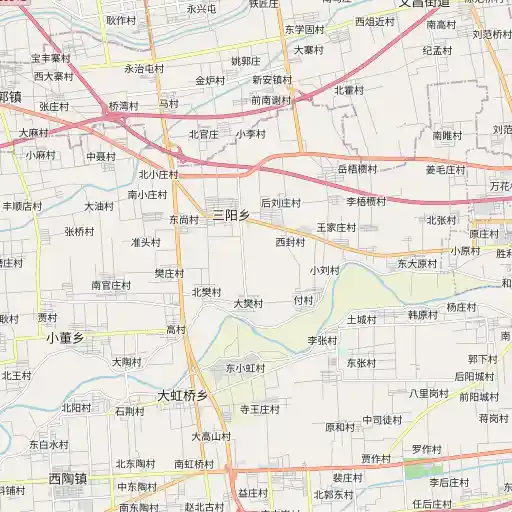 永兴屯
铁匠庄
文昌街道
耿作村
西俎近村
南高村
东学固村
刘范桥村
大寨村
纪孟村
宝丰寨村
姚郭庄
永治屯村
西大寨村
金炉村
新安镇村
郭镇
张庄村
桥湾村
马村
前南谢村
北霍村
大麻村
北官庄
小李村
南睢村
小麻村
中聂村
岳梧槚村
姜毛庄村
北小庄村
万花
南小庄村
李梧槚村
丰顺店村
大油村
后刘庄村
东尚村
三阳乡
北张村
张桥村
王家庄村
原庄村
准头村
西封村
小原村
胜利
东大原村
樊庄村
小刘村
南官庄村
北樊村
大樊村
付村
杨庄村
耿村
贾村
土城村
韩原村
高村
小董乡
李张村
南
郭下村
大陶村
东小虹村
东张村
北王村
后阳城村
大虹桥乡
八里岗村
前阳城村
北阳村
石荆村
寺王庄村
蒋岗村
中司徒村
原和村
大高山村
东白水村
罗作村
北东陶村
南虹桥村
贾作村
西陶镇
裴庄村
中东陶村
益庄村
北郭东村
李后庄村
南东陶村
赵北古村
任后庄村